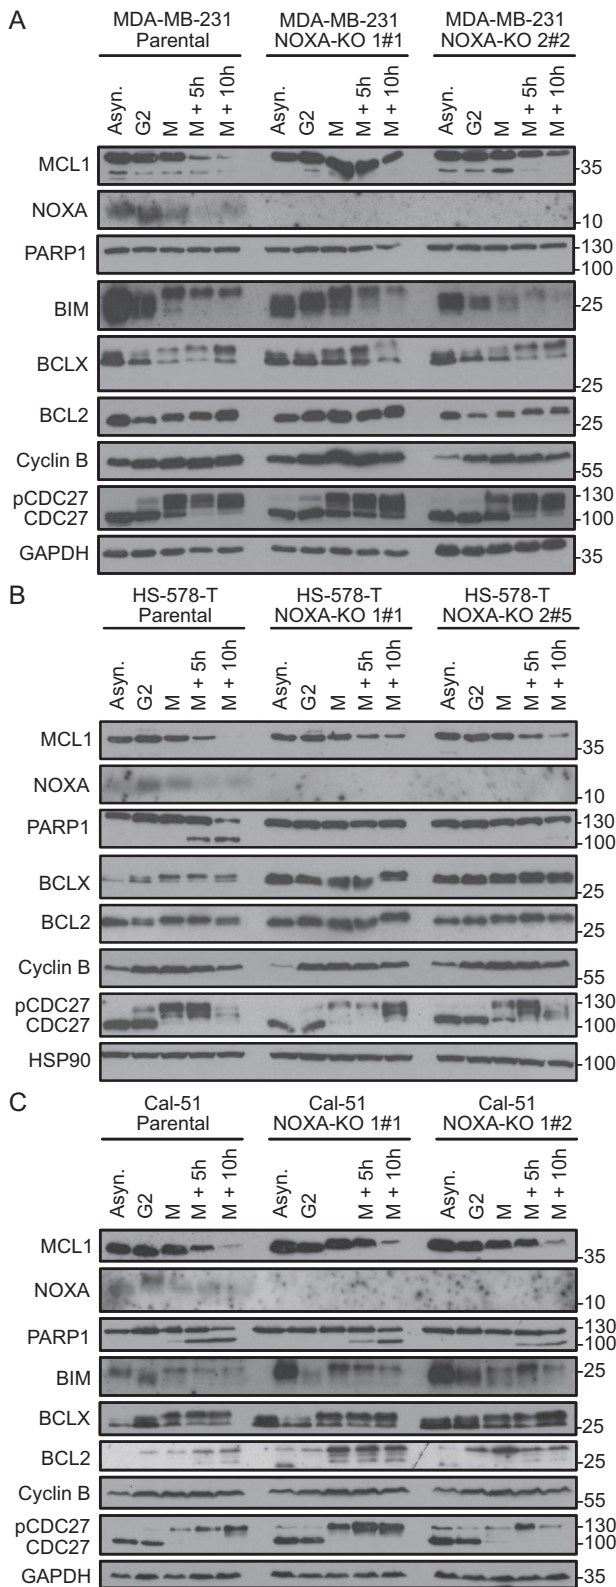 A
MDA-MB-231 Parental
MDA-MB-231 NOXA-KO 1#1
MDA-MB-231 NOXA-KO 2#2
Asyn. G2 M M + 5h M + 10h Asyn. G2 M M + 5h M + 10h Asyn. G2 M M + 5h M + 10h
MCL1 -35
NOXA -10
PARP1 -130
-100
BIM -25
BCLX -25
BCL2 -25
Cyclin B -55
pCDC27 -130
CDC27 -100
GAPDH -35
B
HS-578-T Parental
HS-578-T NOXA-KO 1#1
HS-578-T NOXA-KO 2#5
Asyn. G2 M M + 5h M + 10h Asyn. G2 M M + 5h M + 10h Asyn. G2 M M + 5h M + 10h
MCL1 -35
NOXA -10
PARP1 -130
-100
BCLX -25
BCL2 -25
Cyclin B -55
pCDC27 -130
CDC27 -100
HSP90 -100
C
Cal-51 Parental
Cal-51 NOXA-KO 1#1
Cal-51 NOXA-KO 1#2
Asyn. G2 M M + 5h M + 10h Asyn. G2 M + 5h M + 10h Asyn. G2 M M + 5h M + 10h
MCL1 -35
NOXA -10
PARP1 -130
-100
BIM -25
BCLX -25
BCL2 -25
Cyclin B -55
pCDC27 -130
CDC27 -100
GAPDH -35